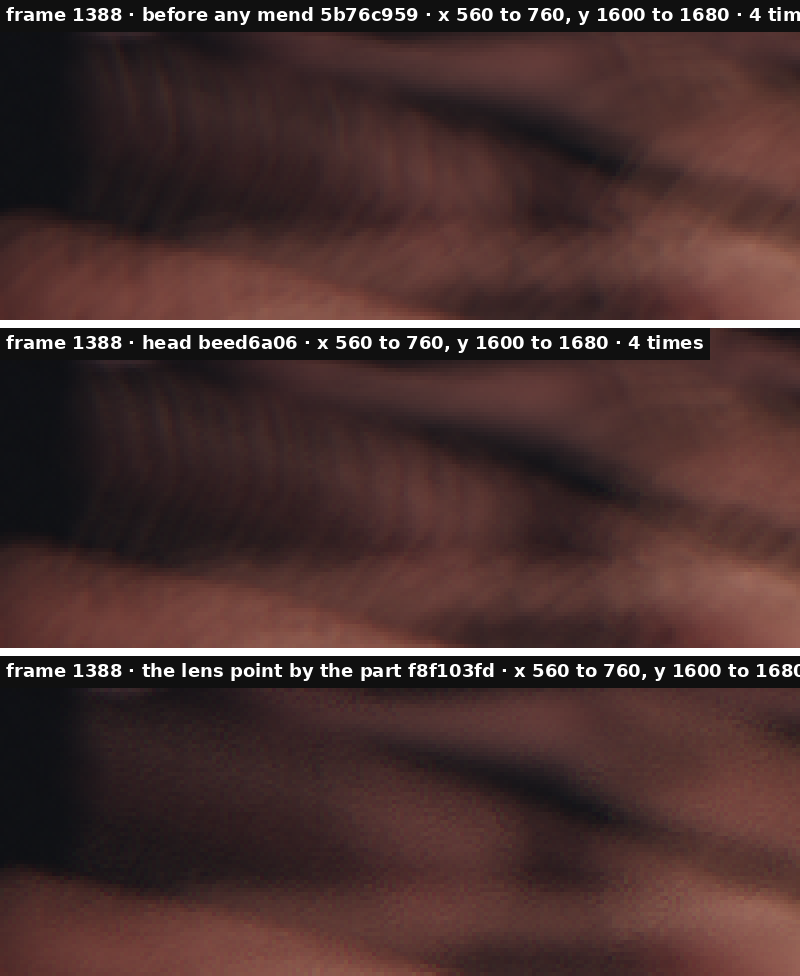 frame 1388 · before any mend 5b76c959 · x 560 to 760, y 1600 to 1680 · 4
frame 1388 · head beed6a06 · x 560 to 760, y 1600 to 1680 · 4 times
frame 1388 · the lens point by the part f8f103fd · x 560 to 760, y 1600 to 1680